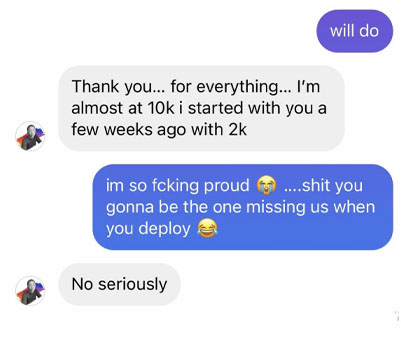 will do
Thank you... for everything... I'm
almost at 10k i started with you a
few weeks ago with 2k
im so fcking proud 😭 ....shit you
gonna be the one missing us when
you deploy 😂
No seriously